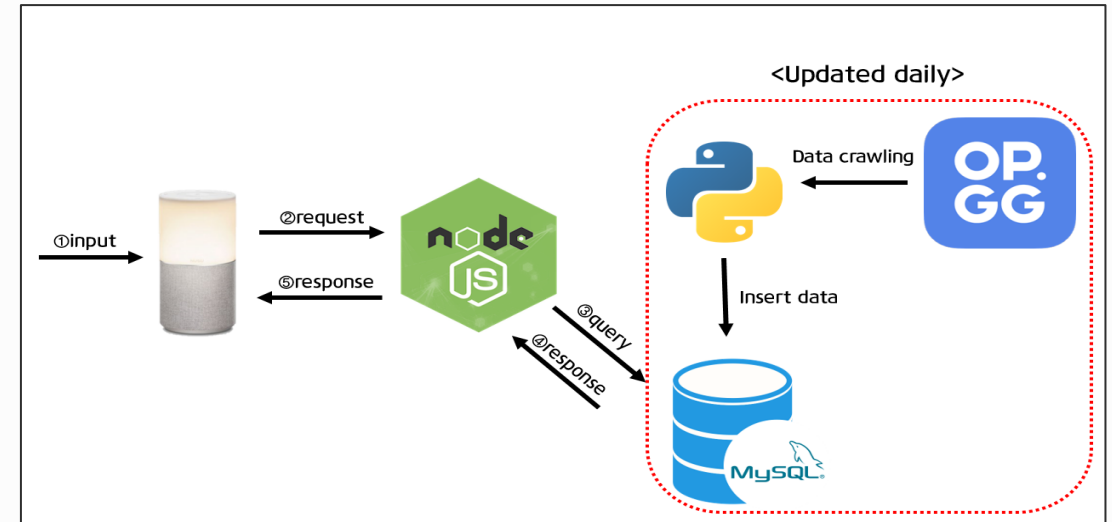 <Updated daily>
Data crawling
OP.
GG
①input
②request
node
JS
⑤response
Insert data
③query
④response
MySQL.